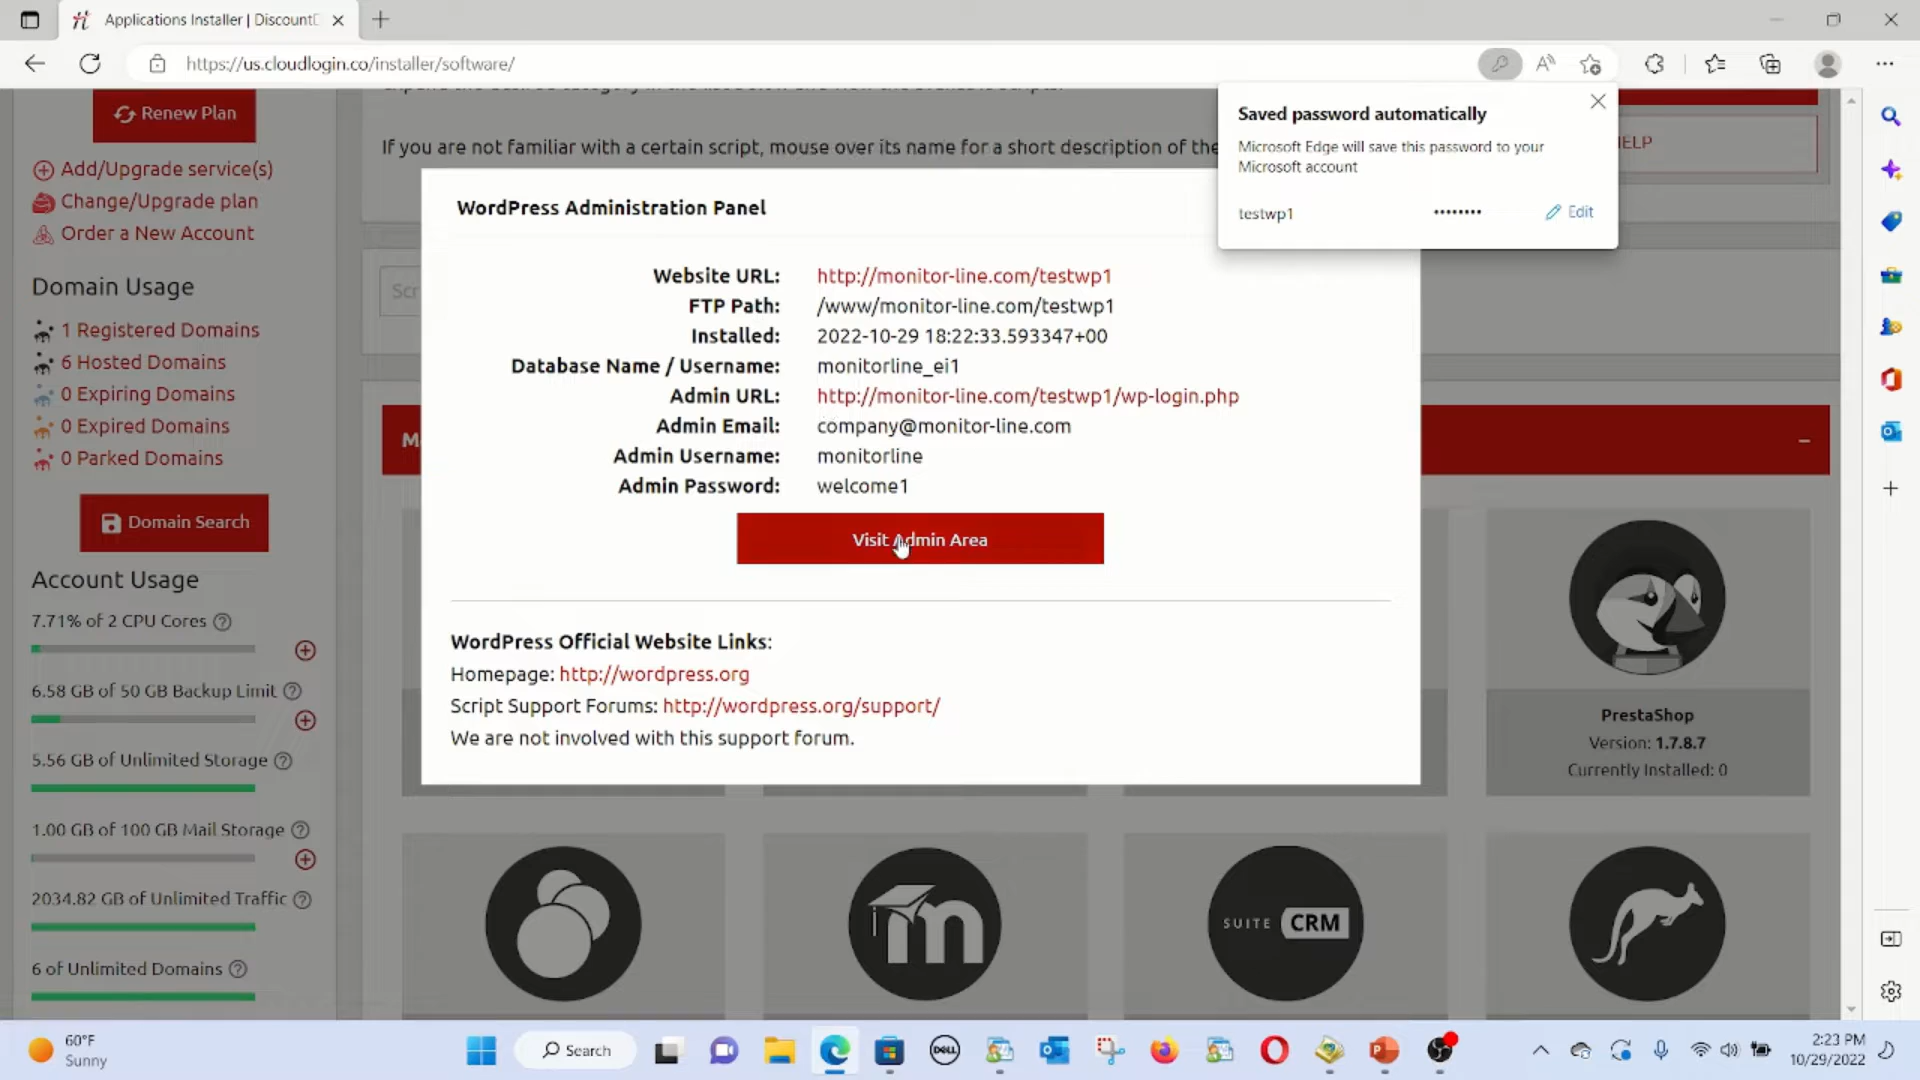 Applications Installer | Discount
https://us.cloudlogin.co/installer/software/
Renew Plan
Add/Upgrade service(s)
Change/Upgrade plan
Order a New Account
Domain Usage
1 Registered Domains
6 Hosted Domains
0 Expiring Domains
0 Expired Domains
0 Parked Domains
Domain Search
Account Usage
7.71% of 2 CPU Cores
6.58 GB of 50 GB Backup Limit
5.56 GB of Unlimited Storage
1.00 GB of 100 GB Mail Storage
2034.82 GB of Unlimited Traffic
6 of Unlimited Domains
If you are not familiar with a certain script, mouse over its name for a short description of the
ELP
Scr
M
Saved password automatically
Microsoft Edge will save this password to your
Microsoft account
testwp1 •••••••• Edit
WordPress Administration Panel
Website URL: http://monitor-line.com/testwp1
FTP Path: /www/monitor-line.com/testwp1
Installed: 2022-10-29 18:22:33.593347+00
Database Name / Username: monitorline_ei1
Admin URL: http://monitor-line.com/testwp1/wp-login.php
Admin Email: company@monitor-line.com
Admin Username: monitorline
Admin Password: welcome1
Visit Admin Area
WordPress Official Website Links:
Homepage: http://wordpress.org
Script Support Forums: http://wordpress.org/support/
We are not involved with this support forum.
PrestaShop
Version: 1.7.8.7
Currently Installed: 0
m
SUITE CRM
60°F
Sunny
Search
DELL
2:23 PM
10/29/2022